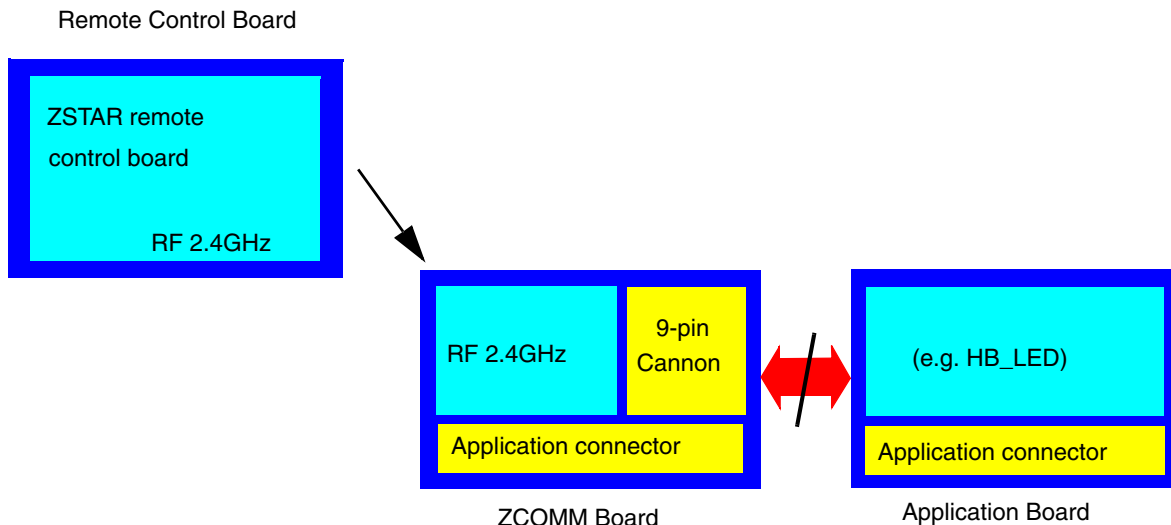 Remote Control Board
ZSTAR remote
control board
RF 2.4GHz
RF 2.4GHz
9-pin
Cannon
Application connector
ZCOMM Board
(e.g. HB_LED)
Application connector
Application Board